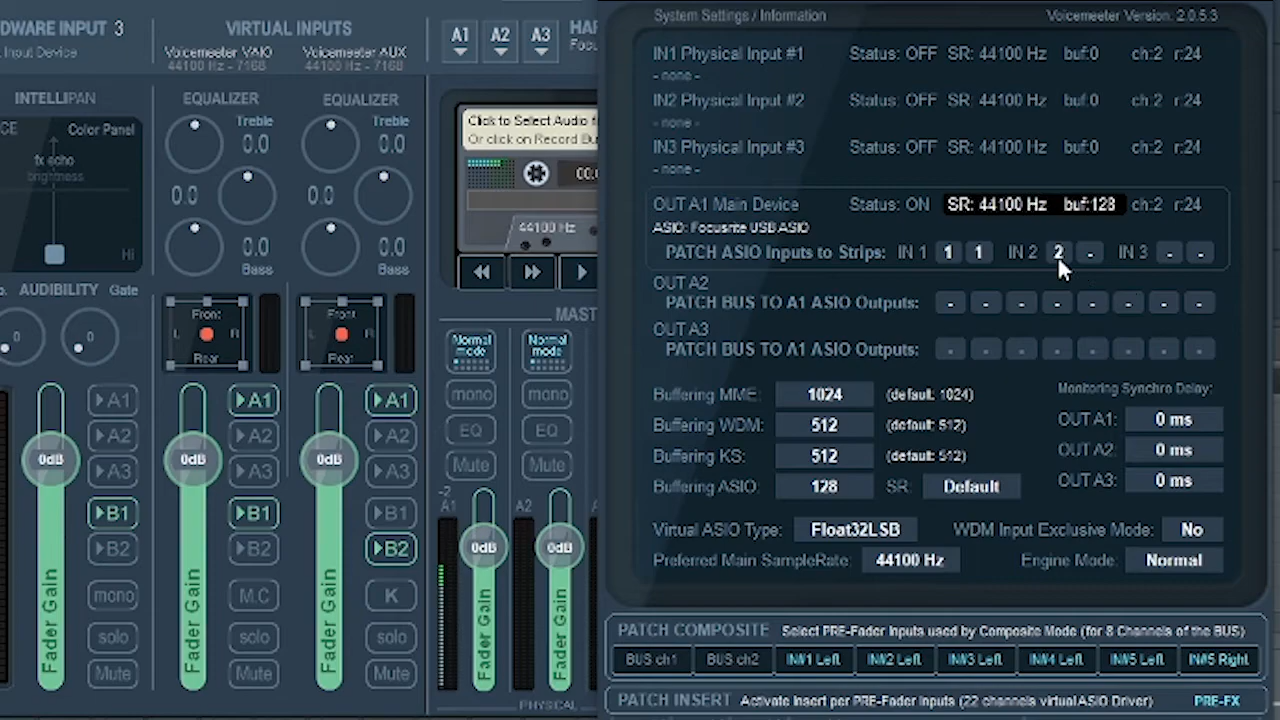 DWARE INPUT 3
Input Device
VIRTUAL INPUTS
Voicemeeter VAIO
44100 Hz - 7168
Voicemeeter AUX
44100 Hz - 7168
A1
A2
A3
INTELLIPAN
Color Panel
fx echo
brightness
Hi
AUDIBILITY
Gate
0
0
EQUALIZER
Treble
0.0
0.0
0.0
Bass
EQUALIZER
Treble
0.0
0.0
0.0
Bass
Front
L
R
Rear
Front
L
R
Rear
Click to Select Audio
Or click on Record
44100 Hz
0dB
Fader Gain
A1
A2
A3
B1
B2
mono
solo
Mute
0dB
Fader Gain
A1
A2
A3
B1
B2
M.C
solo
Mute
0dB
Fader Gain
A1
A2
A3
B1
B2
K
solo
Mute
MAST
Normal mode
mono
EQ
Mute
Normal mode
mono
EQ
Mute
-2
A1
0dB
Fader Gain
A2
0dB
Fader Gain
PHYSICAL
System Settings / Information
Voicemeeter Version: 2.0.5.3
IN1 Physical Input #1 Status: OFF SR: 44100 Hz buf:0 ch:2 r:24
- none -
IN2 Physical Input #2 Status: OFF SR: 44100 Hz buf:0 ch:2 r:24
- none -
IN3 Physical Input #3 Status: OFF SR: 44100 Hz buf:0 ch:2 r:24
- none -
OUT A1 Main Device Status: ON SR: 44100 Hz buf:128 ch:2 r:24
ASIO: Focusrite USB ASIO
PATCH ASIO Inputs to Strips: IN 1 1 1 IN 2 2 - IN 3 - -
OUT A2
PATCH BUS TO A1 ASIO Outputs: - - - - - - - -
OUT A3
PATCH BUS TO A1 ASIO Outputs: - - - - - - - -
Buffering MME: 1024 (default: 1024)
Buffering WDM: 512 (default: 512)
Buffering KS: 512 (default: 512)
Buffering ASIO: 128 SR: Default
Monitoring Synchro Delay:
OUT A1: 0 ms
OUT A2: 0 ms
OUT A3: 0 ms
Virtual ASIO Type: Float32LSB WDM Input Exclusive Mode: No
Preferred Main SampleRate: 44100 Hz Engine Mode: Normal
PATCH COMPOSITE Select PRE-Fader Inputs used by Composite Mode (for 8 Channels of the BUS)
BUS ch1 BUS ch2 IN#1 Left IN#2 Left IN#3 Left IN#4 Left IN#5 Left IN#5 Right
PATCH INSERT Activate Insert per PRE-Fader Inputs (22 channels virtual ASIO Driver) PRE-FX